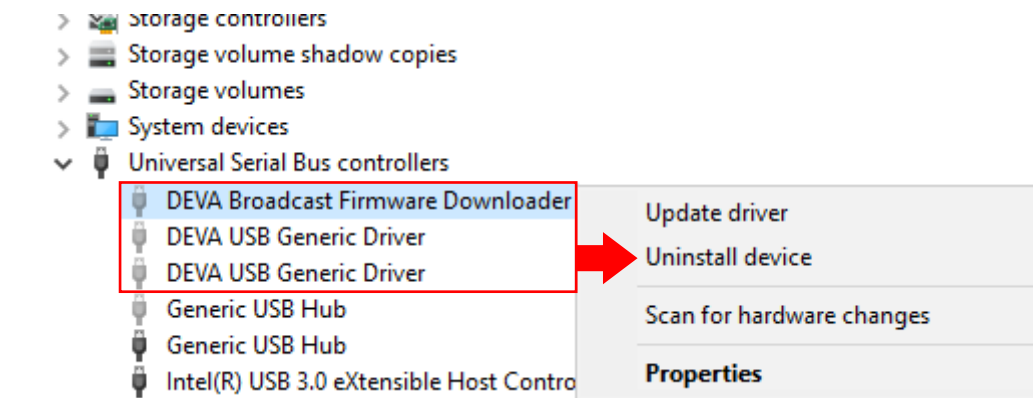 Storage controllers
Storage volume shadow copies
Storage volumes
System devices
Universal Serial Bus controllers
DEVA Broadcast Firmware Downloader
DEVA USB Generic Driver
DEVA USB Generic Driver
Generic USB Hub
Generic USB Hub
Intel(R) USB 3.0 eXtensible Host Contro
Update driver
Uninstall device
Scan for hardware changes
Properties